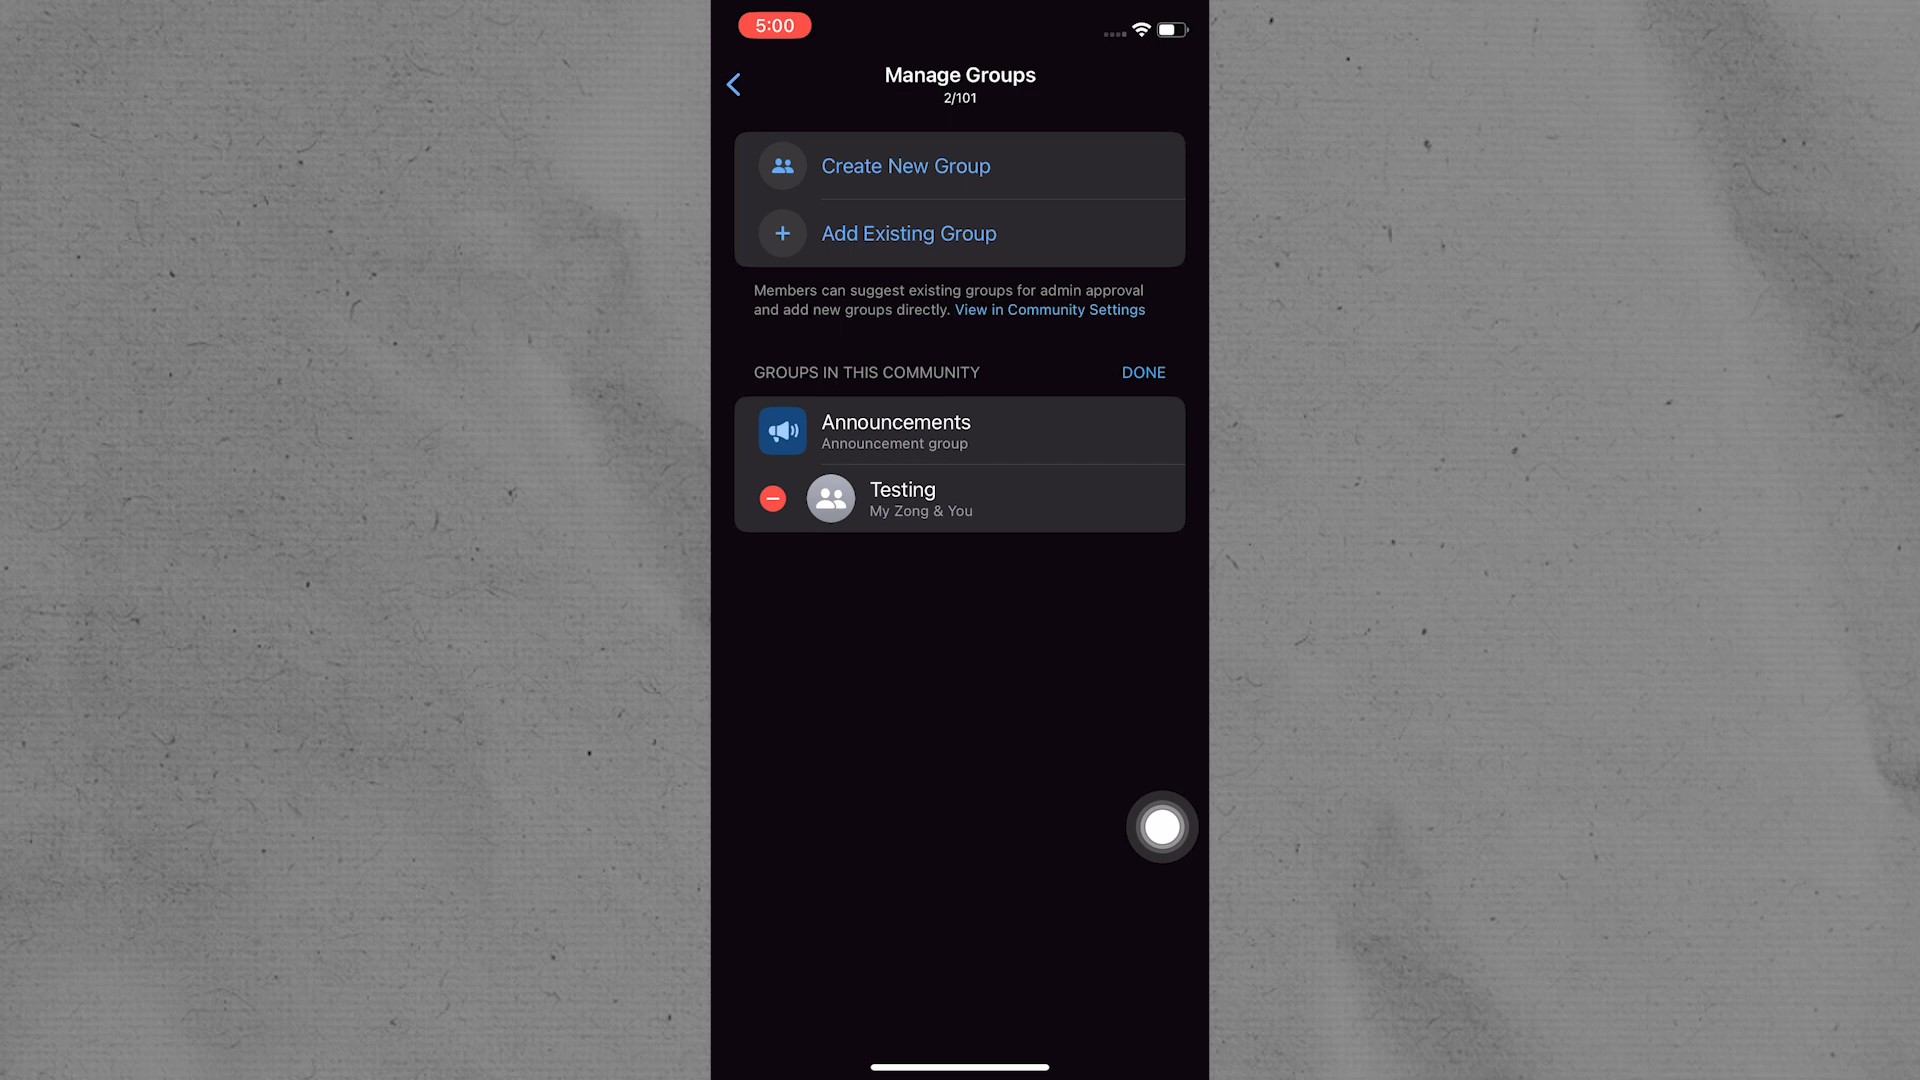 5:00
Manage Groups
2/101
Create New Group
Add Existing Group
Members can suggest existing groups for admin approval
and add new groups directly. View in Community Settings
GROUPS IN THIS COMMUNITY DONE
Announcements
Announcement group
Testing
My Zong & You